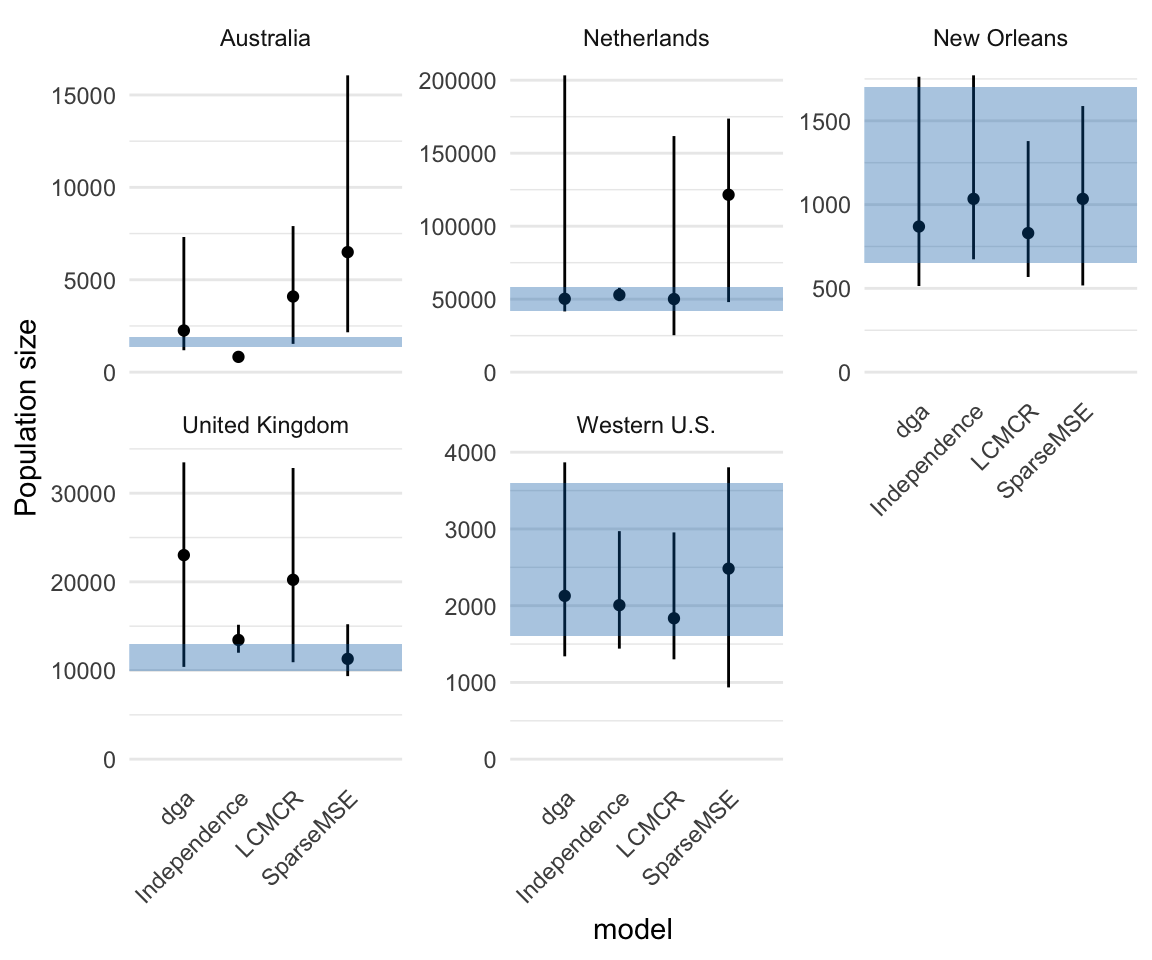 Australia
Netherlands
New Orleans
15000
10000
5000
0
200000
150000
100000
50000
0
1500
1000
500
0
dga
Independence
LCMCR
SparseMSE
Population size
United Kingdom
Western U.S.
30000
20000
10000
0
4000
3000
2000
1000
0
dga
Independence
LCMCR
SparseMSE
dga
Independence
LCMCR
SparseMSE
model